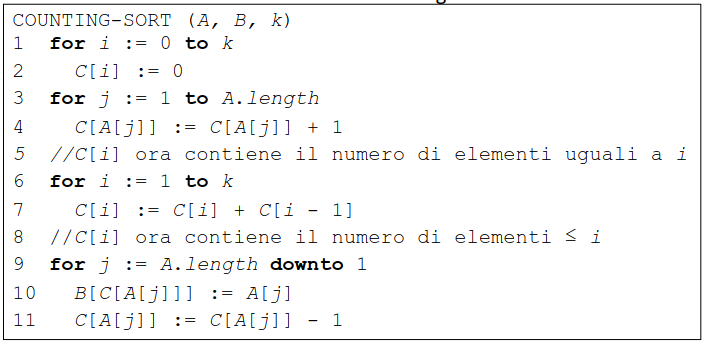 COUNTING-SORT (A, B, k)
1 for i := 0 to k
2 C[i] := 0
3 for j := 1 to A.length
4 C[A[j]] := C[A[j]] + 1
5 //C[i] ora contiene il numero di elementi uguali a i
6 for i := 1 to k
7 C[i] := C[i] + C[i - 1]
8 //C[i] ora contiene il numero di elementi ≤ i
9 for j := A.length downto 1
10 B[C[A[j]]] := A[j]
11 C[A[j]] := C[A[j]] - 1